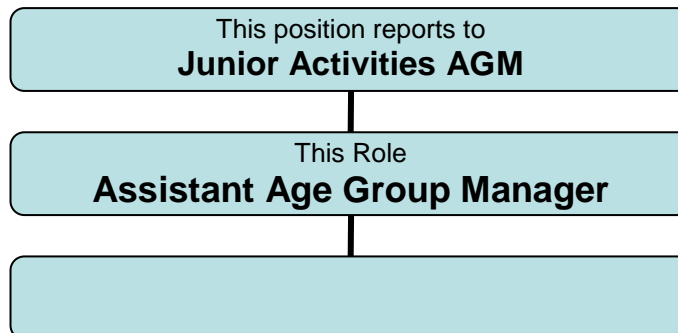 This position reports to
Junior Activities AGM
This Role
Assistant Age Group Manager